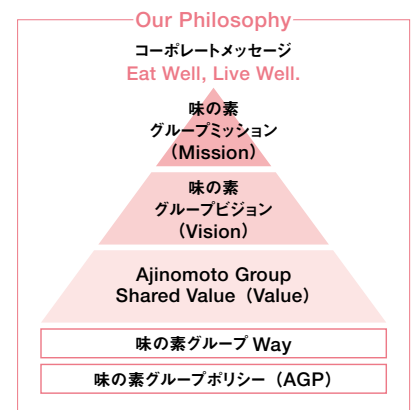 Our Philosophy
コーポレートメッセージ
Eat Well, Live Well.
味の素
グループミッション
（Mission）
味の素
グループビジョン
（Vision）
Ajinomoto Group
Shared Value（Value）
味の素グループ Way
味の素グループポリシー（AGP）